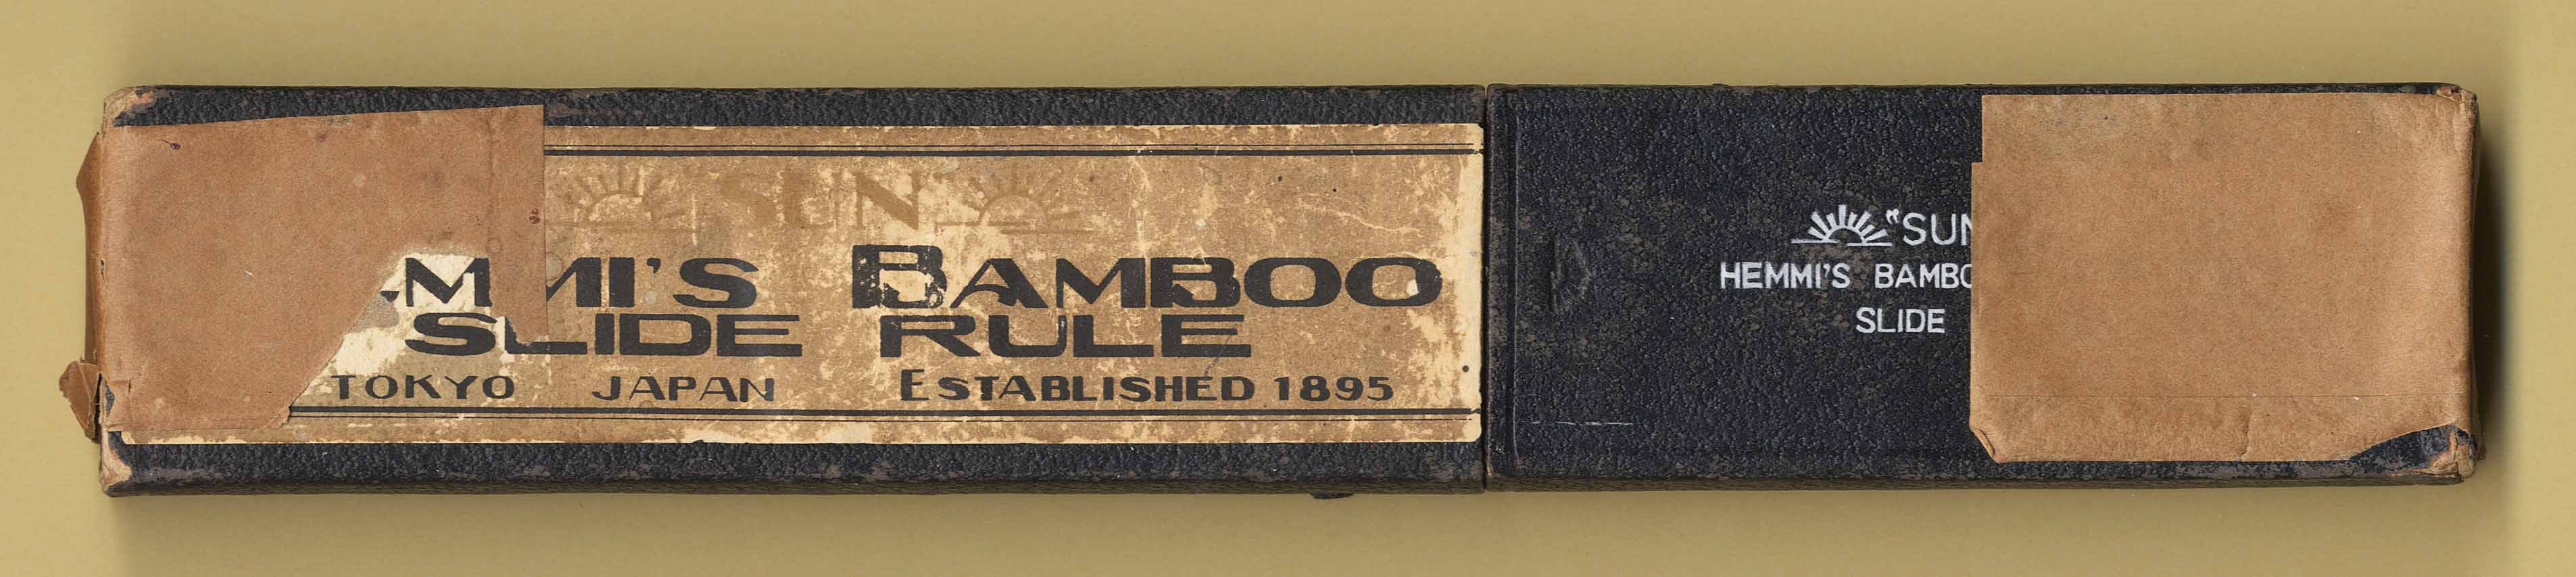 "SUN"
MMI'S BAMBOO
SLIDE RULE
TOKYO JAPAN ESTABLISHED 1895
"SUN
HEMMI'S BAMBO
SLIDE